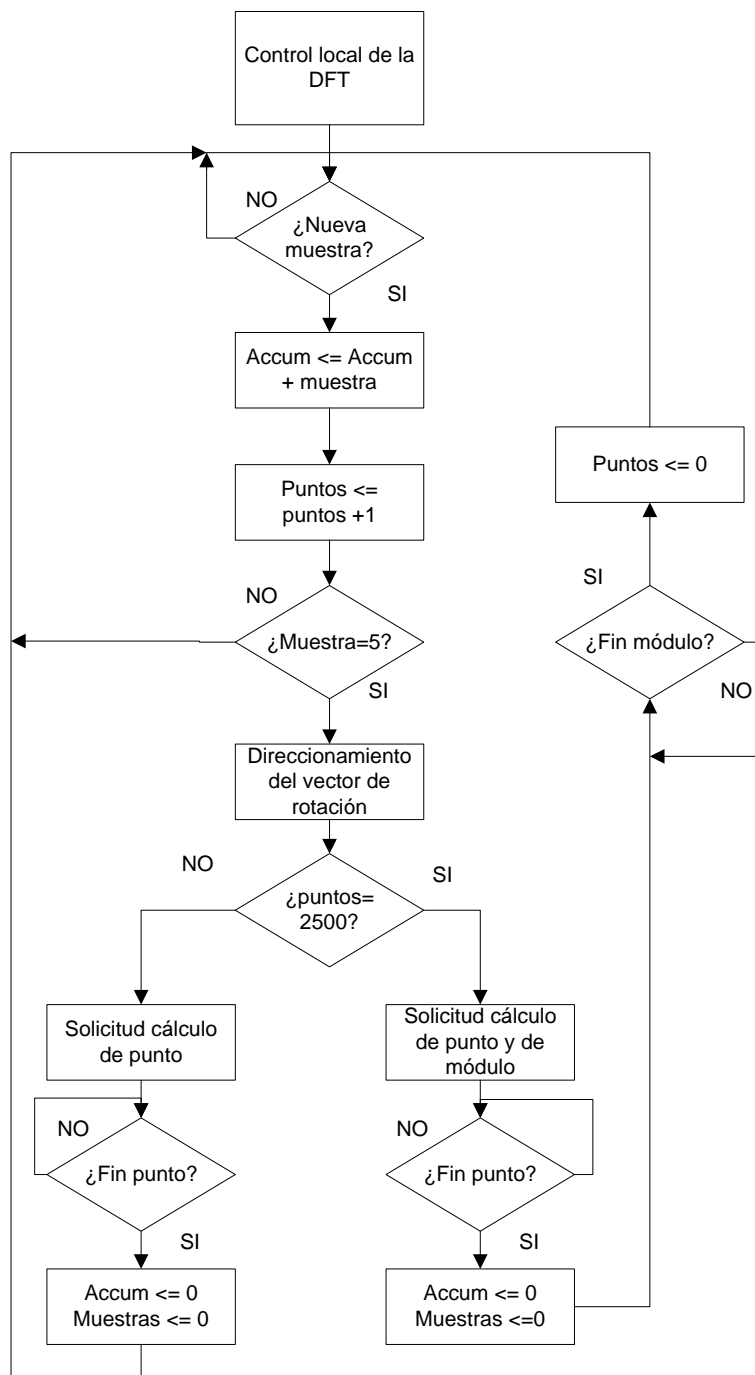 Control local de la
DFT
NO
¿Nueva
muestra?
SI
Accum <= Accum
+ muestra
Puntos <= 0
Puntos <=
puntos +1
NO
SI
¿Muestra=5?
¿Fin módulo?
SI
NO
Direccionamiento
del vector de
rotación
NO
SI
¿puntos=
2500?
Solicitud cálculo
de punto
Solicitud cálculo
de punto y de
módulo
NO
NO
¿Fin punto?
¿Fin punto?
SI
SI
Accum <= 0
Muestras <= 0
Accum <= 0
Muestras <=0